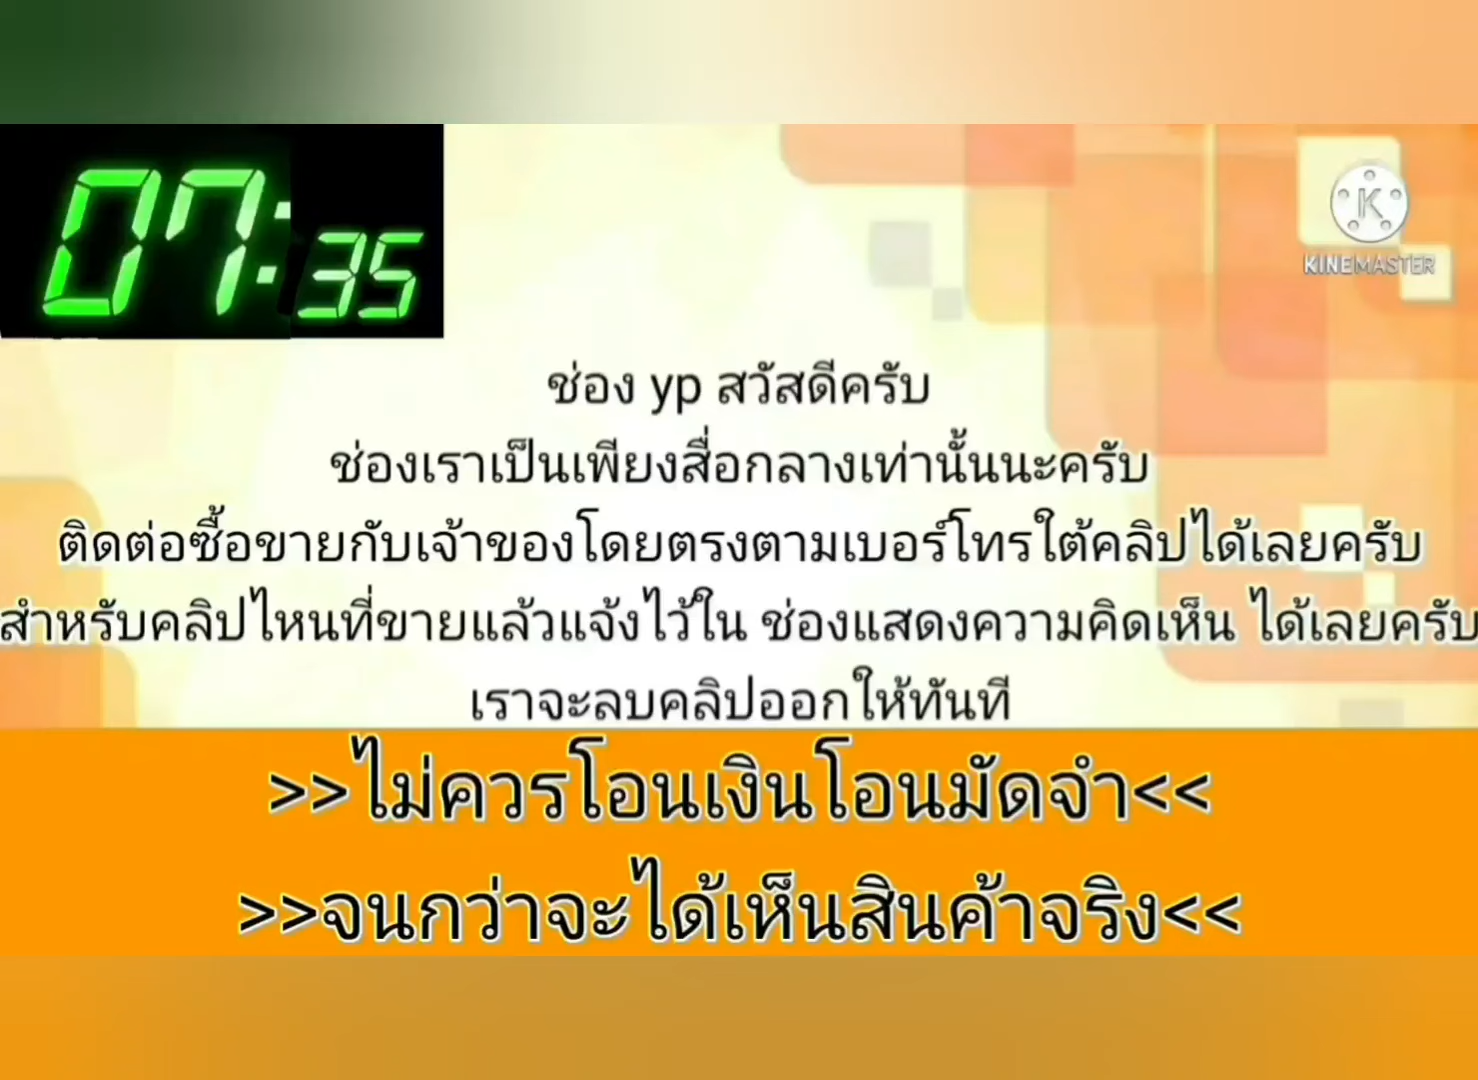 07:35
KINEMASTER
ช่อง yp สวัสดีครับ
ช่องเราเป็นเพียงสื่อกลางเท่านั้นนะครับ
ติดต่อซื้อขายกับเจ้าของโดยตรงตามเบอร์โทรใต้คลิปได้เลยครับ
สำหรับคลิปไหนที่ขายแล้วแจ้งไว้ใน ช่องแสดงความคิดเห็น ได้เลยครับ
เราจะลบคลิปออกให้ทันที
>>ไม่ควรโอนเงินโอนมัดจำ<<
>>จนกว่าจะได้เห็นสินค้าจริง<<